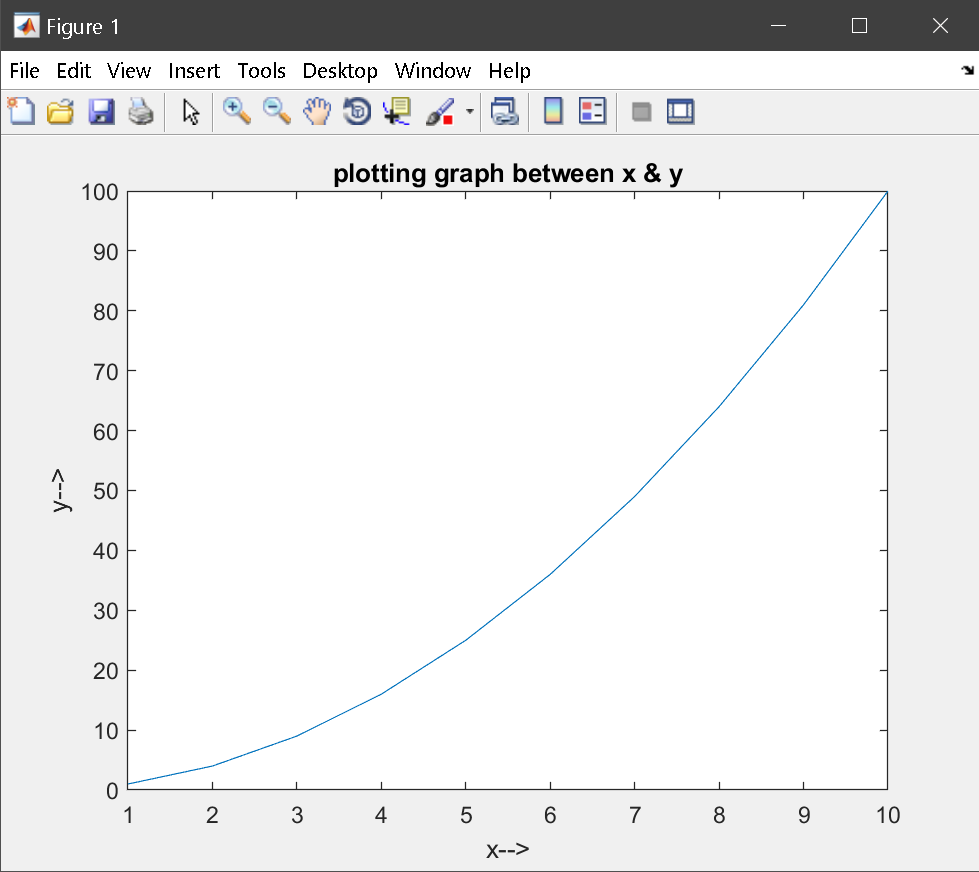 Figure 1
File Edit View Insert Tools Desktop Window Help
plotting graph between x & y
100
90
80
70
60
50
40
30
20
10
0
y-->
1 2 3 4 5 6 7 8 9 10
x-->